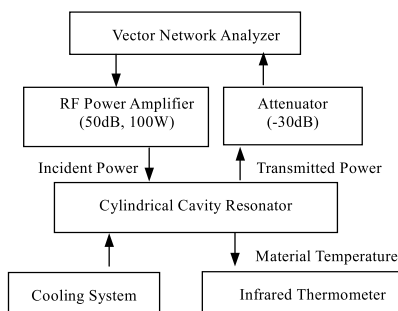 Vector Network Analyzer
RF Power Amplifier
(50dB, 100W)
Attenuator
(-30dB)
Incident Power
Transmitted Power
Cylindrical Cavity Resonator
Material Temperature
Cooling System
Infrared Thermometer